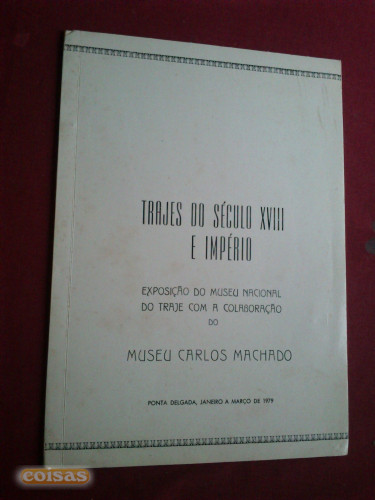 TRAJES DO SÉCULO XVIII
E IMPÉRIO
EXPOSIÇÃO DO MUSEU NACIONAL
DO TRAJE COM A COLABORAÇÃO
DO
MUSEU CARLOS MACHADO
PONTA DELGADA, JANEIRO A MARÇO DE 1979
coisas